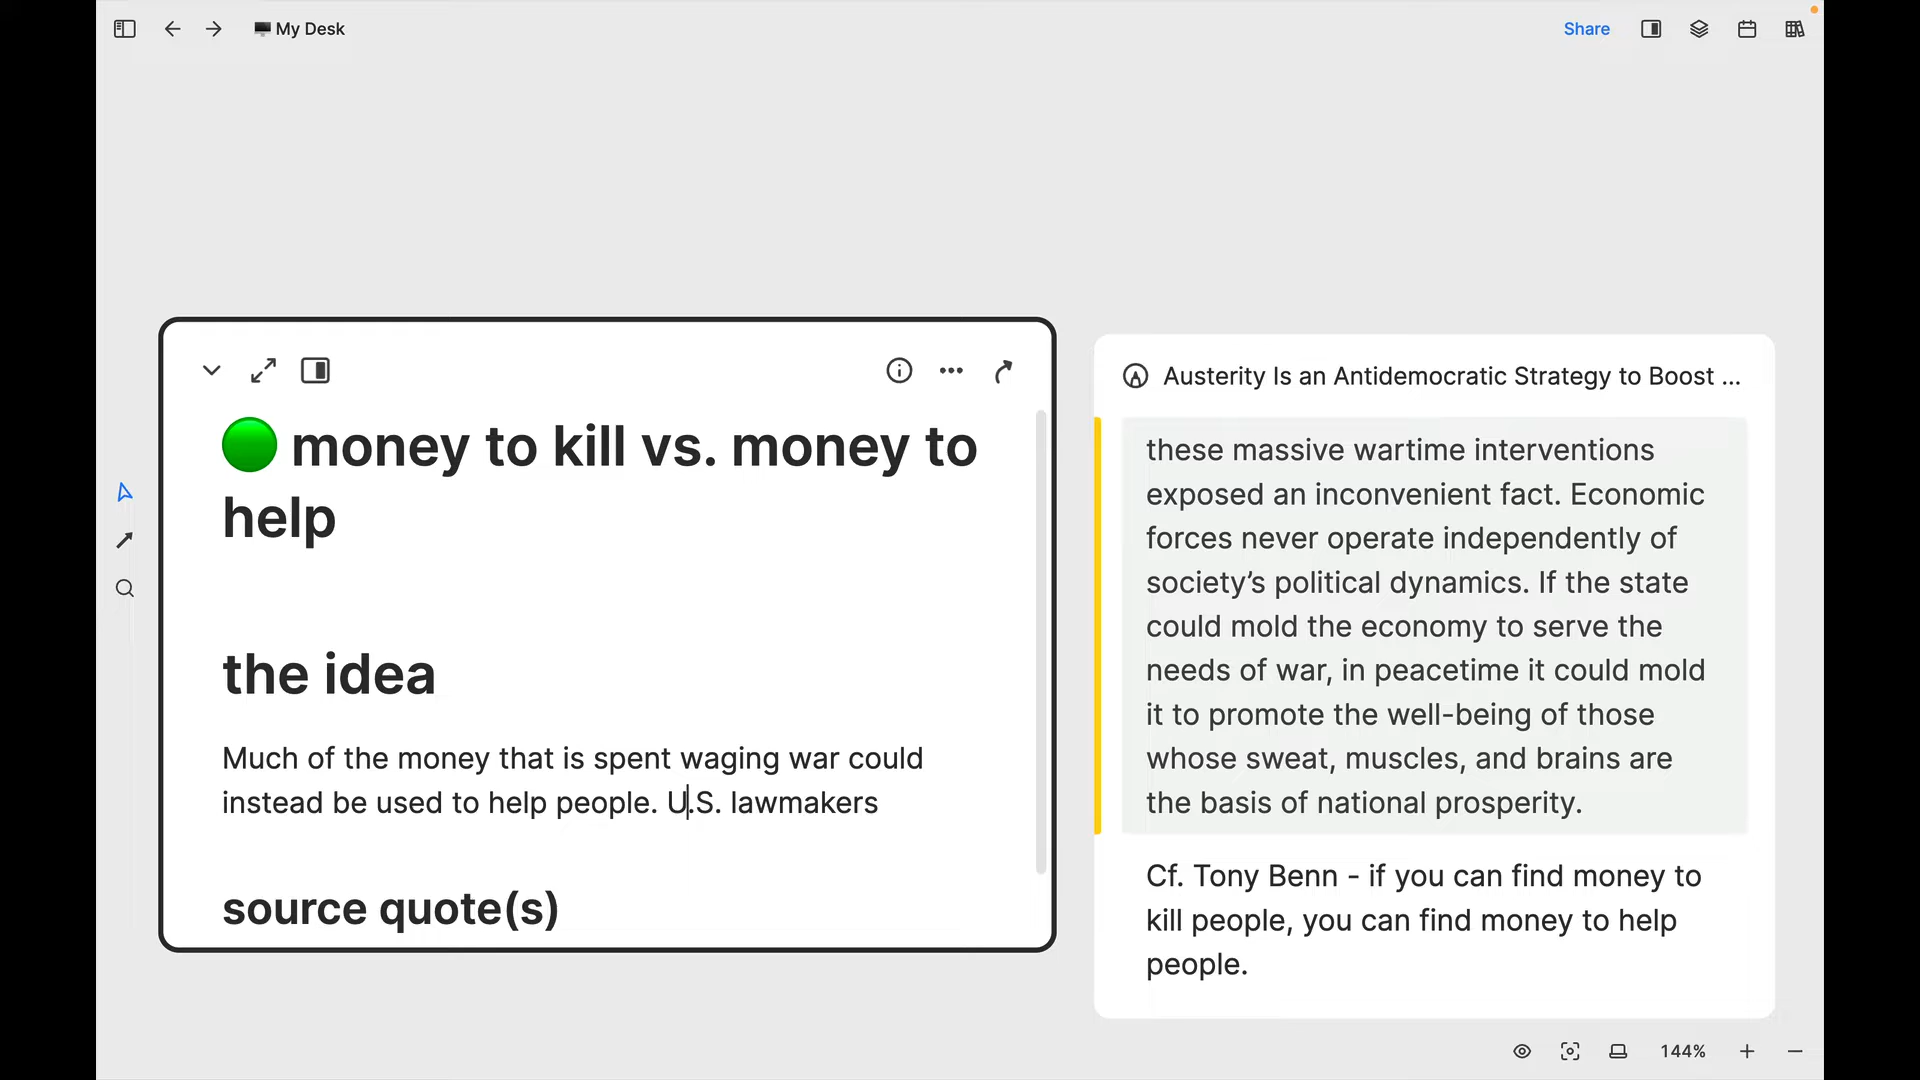 My Desk
Share
money to kill vs. money to
help
the idea
Much of the money that is spent waging war could
instead be used to help people. U.S. lawmakers
source quote(s)
Austerity Is an Antidemocratic Strategy to Boost ...
these massive wartime interventions
exposed an inconvenient fact. Economic
forces never operate independently of
society’s political dynamics. If the state
could mold the economy to serve the
needs of war, in peacetime it could mold
it to promote the well-being of those
whose sweat, muscles, and brains are
the basis of national prosperity.
Cf. Tony Benn - if you can find money to
kill people, you can find money to help
people.
144%